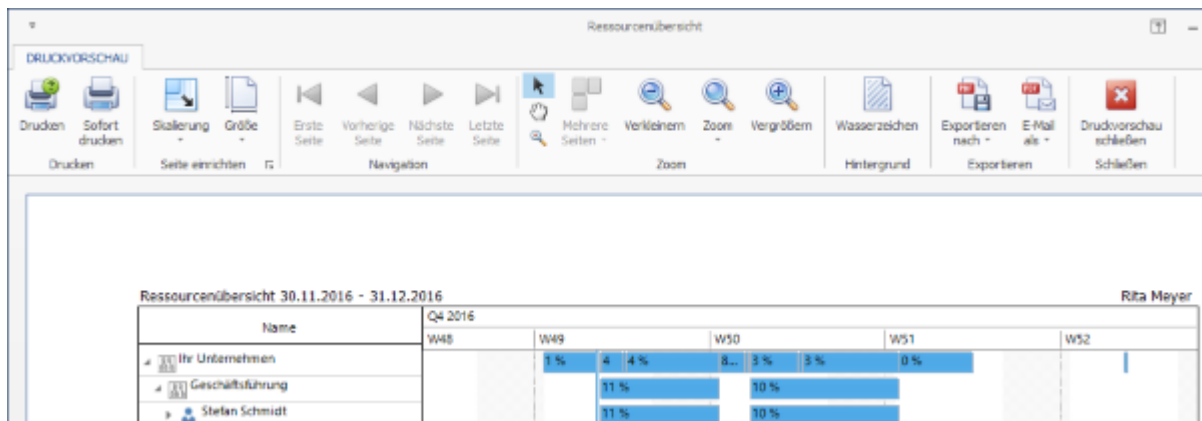 Ressourcenübersicht
DRUCKVORSCHAU
Drucken
Sofort drucken
Skalierung
Größe
Erste Seite
Vorherige Seite
Nächste Seite
Letzte Seite
Mehrere Seiten
Verkleinern
Zoom
Vergrößern
Wasserzeichen
Exportieren nach
E-Mail als
Druckvorschau schließen
Drucken
Seite einrichten
Navigation
Zoom
Hintergrund
Exportieren
Schließen
Ressourcenübersicht 30.11.2016 - 31.12.2016 Rita Meyer
Name Q4 2016
W48 W49 W50 W51 W52
Ihr Unternehmen 1 % 4 4 % 8... 3 % 3 % 0 %
Geschäftsführung 11 % 10 %
Stefan Schmidt 11 % 10 %